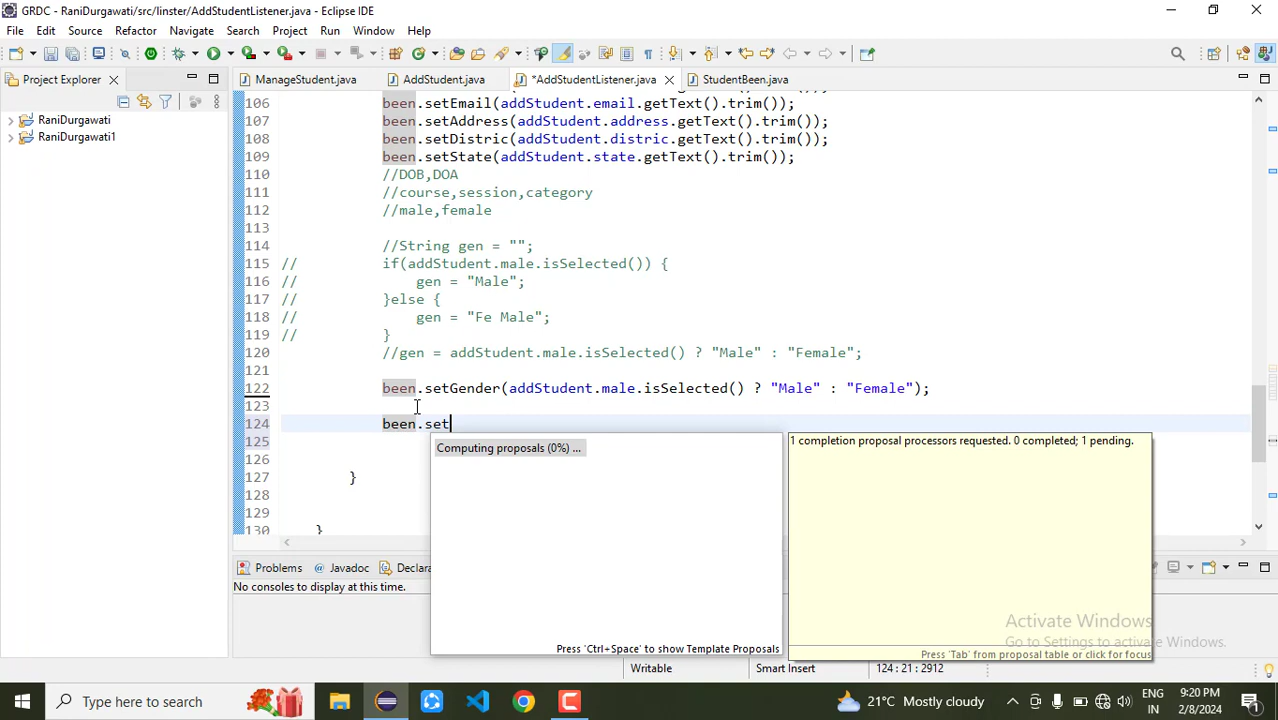 GRDC - RaniDurgawati/src/linster/AddStudentListener.java - Eclipse IDE
File Edit Source Refactor Navigate Search Project Run Window Help
Project Explorer
ManageStudent.java AddStudent.java *AddStudentListener.java StudentBeen.java
RaniDurgawati
RaniDurgawati1
106 been.setEmail(addStudent.email.getText().trim());
107 been.setAddress(addStudent.address.getText().trim());
108 been.setDistric(addStudent.distric.getText().trim());
109 been.setState(addStudent.state.getText().trim());
110 //DOB,DOA
111 //course,session,category
112 //male,female
113
114 //String gen = "";
115 // if(addStudent.male.isSelected()) {
116 // gen = "Male";
117 // }else {
118 // gen = "Fe Male";
119 // }
120 //gen = addStudent.male.isSelected() ? "Male" : "Female";
121
122 been.setGender(addStudent.male.isSelected() ? "Male" : "Female");
123
124 been.set
125
126
127 }
128
129
130 }
Computing proposals (0%) ...
Press 'Ctrl+Space' to show Template Proposals
1 completion proposal processors requested. 0 completed; 1 pending.
Press 'Tab' from proposal table or click for focus
Problems Javadoc Declara
No consoles to display at this time.
Activate Windows
Go to Settings to activate Windows.
Writable Smart Insert 124 : 21 : 2912
Type here to search
21°C Mostly cloudy
ENG
IN
9:20 PM
2/8/2024